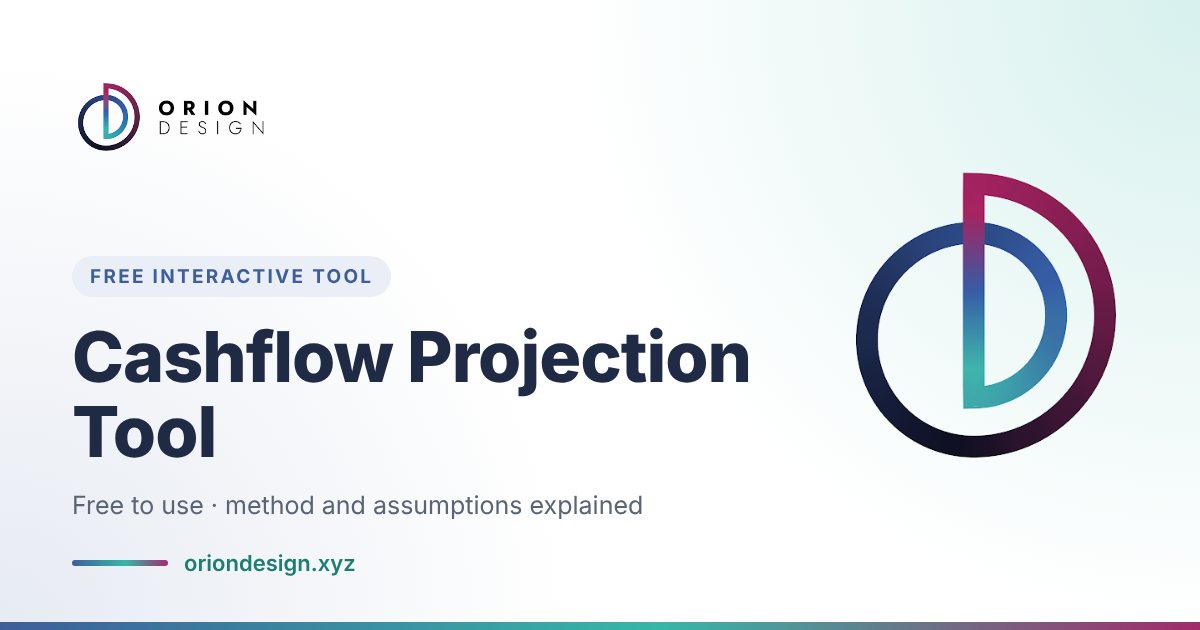 ORION
DESIGN
FREE INTERACTIVE TOOL
Cashflow Projection
Tool
Free to use · method and assumptions explained
oriondesign.xyz